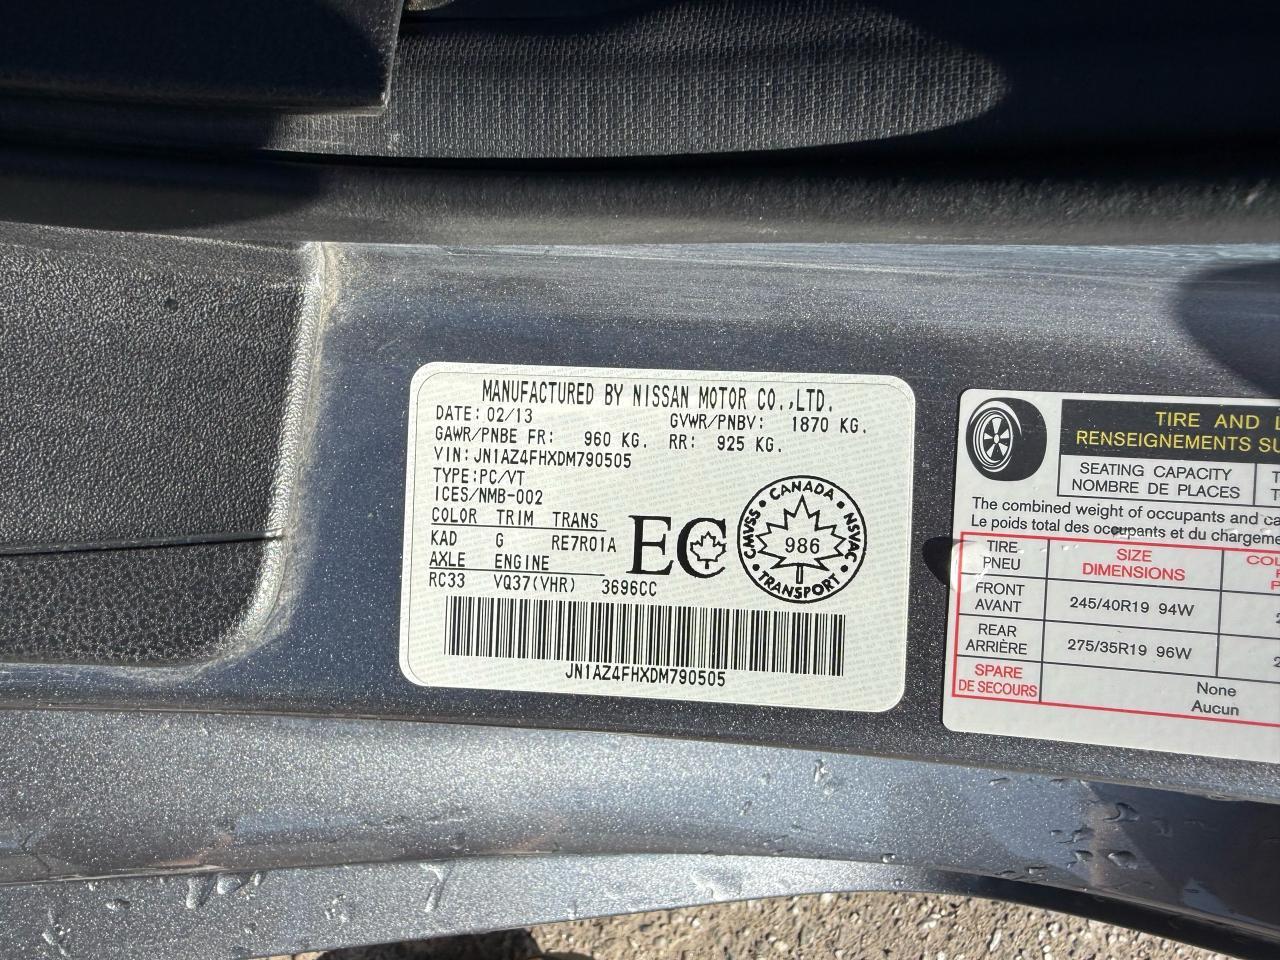 MANUFACTURED BY NISSAN MOTOR CO.,LTD.
DATE: 02/13 GVWR/PNBV: 1870 KG.
GAWR/PNBE FR: 960 KG. RR: 925 KG.
VIN: JN1AZ4FHXDM790505
TYPE:PC/VT
ICES/NMB-002
COLOR TRIM TRANS
KAD G RE7R01A
AXLE ENGINE
RC33 VQ37(VHR) 3696CC
EC
CANADA
CMVSS
NSVAC
986
TRANSPORT
JN1AZ4FHXDM790505
TIRE AND L
RENSEIGNEMENTS SU
SEATING CAPACITY
NOMBRE DE PLACES
The combined weight of occupants and ca
Le poids total des occupants et du chargeme
TIRE
PNEU
SIZE
DIMENSIONS
FRONT
AVANT
245/40R19 94W
REAR
ARRIÈRE
275/35R19 96W
SPARE
DE SECOURS
None
Aucun